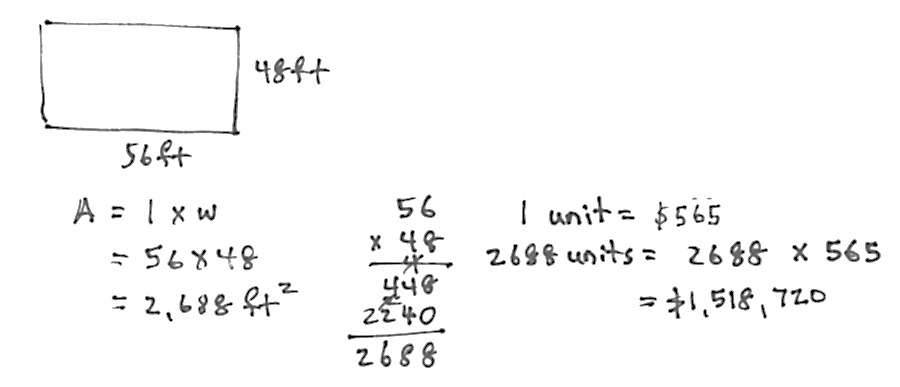 48ft
56ft
A = l x w
= 56 x 48
= 2,688 ft²
56
x 48
448
2240
2688
1 unit = $565
2688 units = 2688 x 565
= $1,518,720